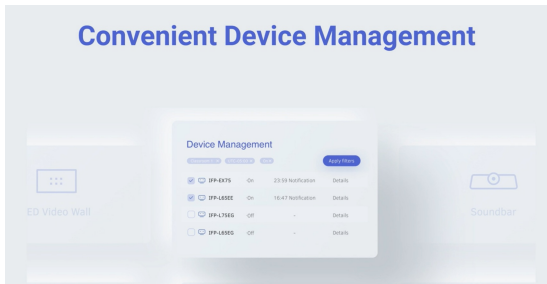 Convenient Device Management
Device Management
Apply Filters
IFP-EX75 On 23:59 Notification Details
IFP-L65EE On 16:47 Notification Details
IFP-L75EG Off - Details
IFP-L65EG Off - Details
ED Video Wall
Soundbar